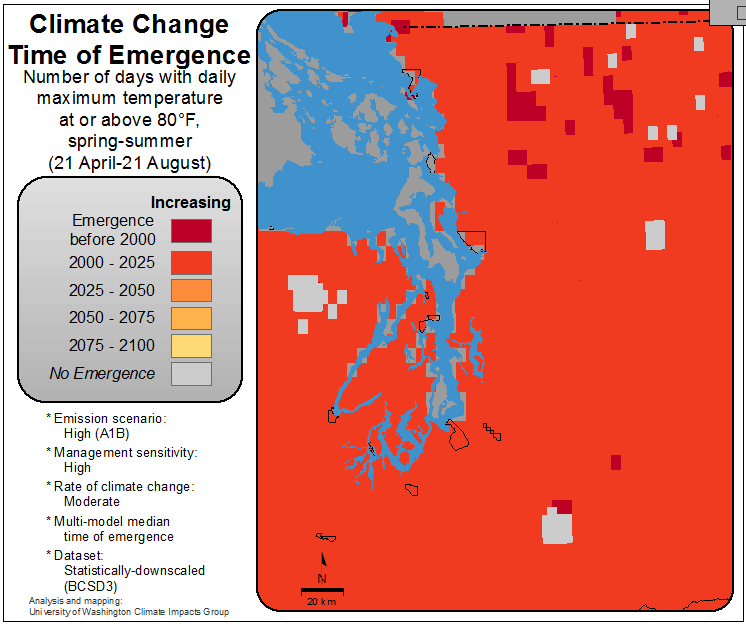 Climate Change
Time of Emergence
Number of days with daily
maximum temperature
at or above 80°F,
spring-summer
(21 April-21 August)
Increasing
Emergence
before 2000
2000 - 2025
2025 - 2050
2050 - 2075
2075 - 2100
No Emergence
* Emission scenario:
High (A1B)
* Management sensitivity:
High
* Rate of climate change:
Moderate
* Multi-model median
time of emergence
* Dataset:
Statistically-downscaled
(BCSD3)
Analysis and mapping:
University of Washington Climate Impacts Group
N
20 km